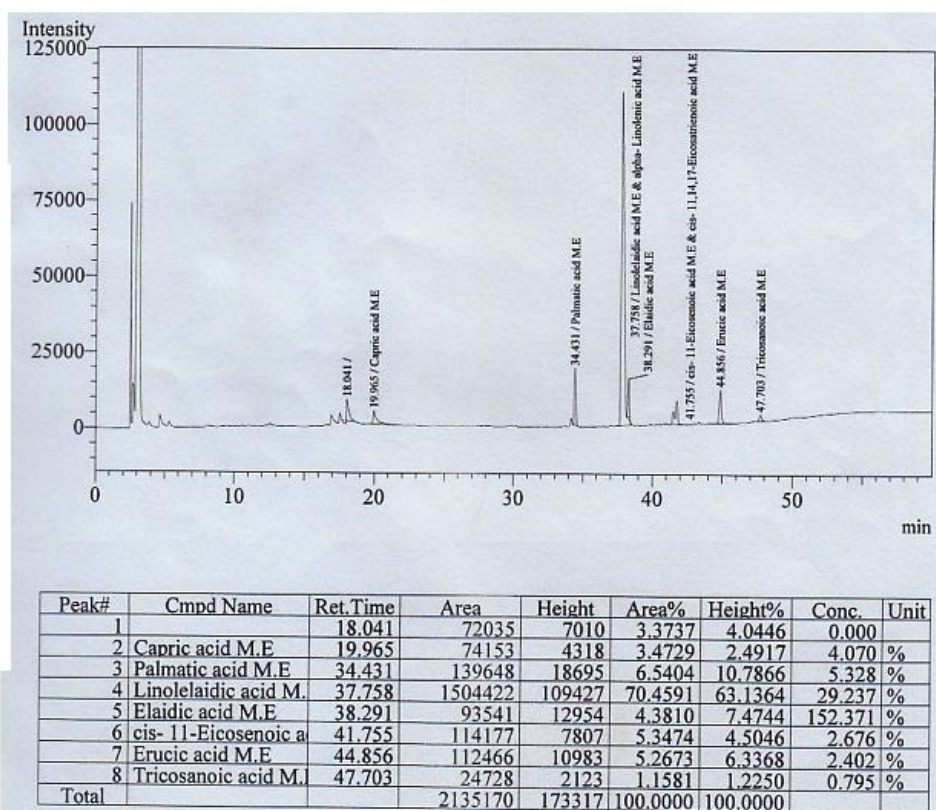 Intensity
125000
100000
75000
50000
25000
0
18.041 /
19.965 / Capric acid M.E
34.431 / Palmatic acid M.E
37.758 / Linolelaidic acid M.E & alpha- Linolenic acid M.E
38.291 / Elaidic acid M.E
41.755 / cis- 11-Eicosenoic acid M.E & cis- 11,14,17-Eicosatrienoic acid M.E
44.856 / Erucic acid M.E
47.703 / Tricosanoic acid M.E
0 10 20 30 40 50
min
Peak# Cmpd Name Ret.Time Area Height Area% Height% Conc. Unit
1 18.041 72035 7010 3.3737 4.0446 0.000
2 Capric acid M.E 19.965 74153 4318 3.4729 2.4917 4.070 %
3 Palmatic acid M.E 34.431 139648 18695 6.5404 10.7866 5.328 %
4 Linolelaidic acid M. 37.758 1504422 109427 70.4591 63.1364 29.237 %
5 Elaidic acid M.E 38.291 93541 12954 4.3810 7.4744 152.371 %
6 cis- 11-Eicosenoic a 41.755 114177 7807 5.3474 4.5046 2.676 %
7 Erucic acid M.E 44.856 112466 10983 5.2673 6.3368 2.402 %
8 Tricosanoic acid M. 47.703 24728 2123 1.1581 1.2250 0.795 %
Total 2135170 173317 100.0000 100.0000